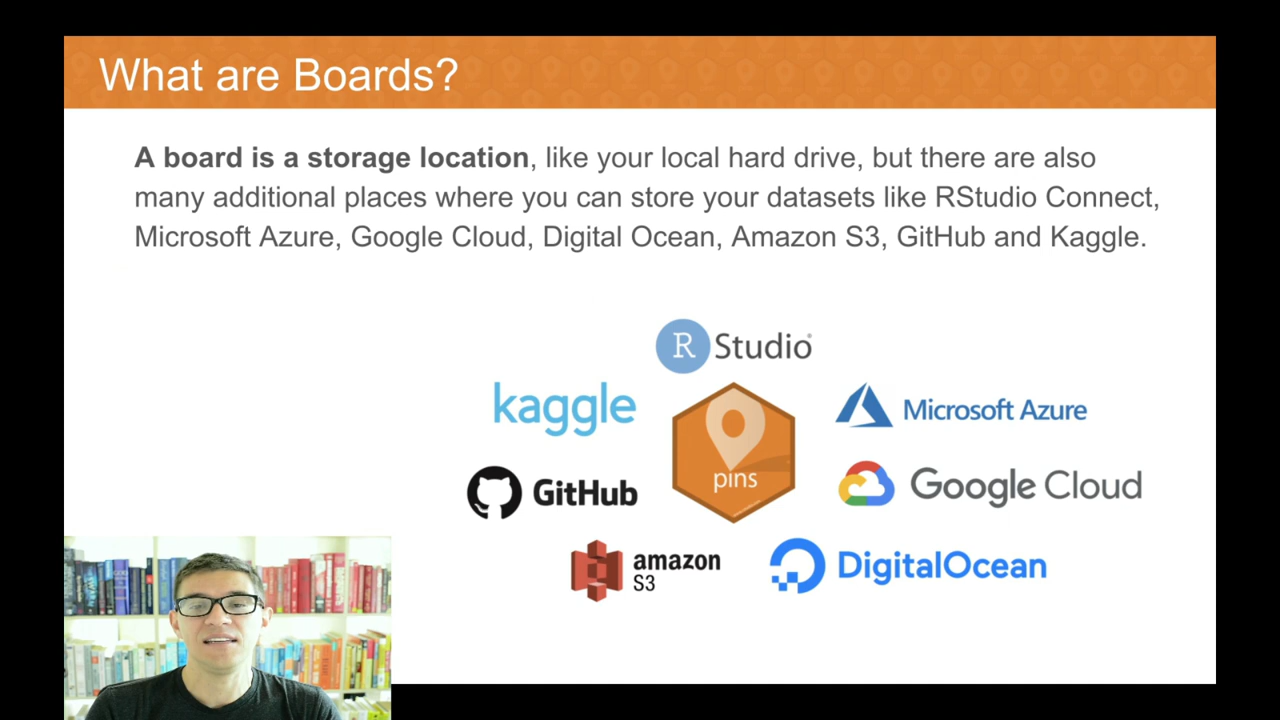 What are Boards?
A board is a storage location, like your local hard drive, but there are also
many additional places where you can store your datasets like RStudio Connect,
Microsoft Azure, Google Cloud, Digital Ocean, Amazon S3, GitHub and Kaggle.
R Studio
kaggle
Microsoft Azure
pins
GitHub
Google Cloud
amazon
S3
DigitalOcean